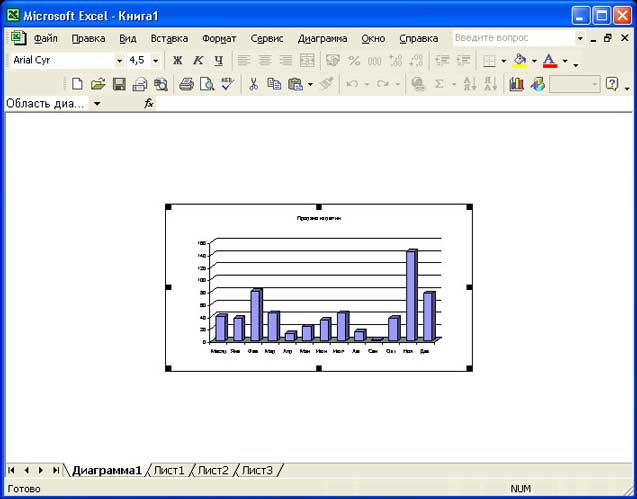 Microsoft Excel - Книга1
Файл Правка Вид Вставка Формат Сервис Диаграмма Окно Справка Введите вопрос
Arial Cyr 4,5 Ж К Ч % 000
Область диа... fx
160
140
120
100
80
60
40
20
0
Янв Фев Мар Апр Май Июн Июл Авг Сен Окт Ноя Дек
Диаграмма1 Лист1 Лист2 Лист3
Готово NUM